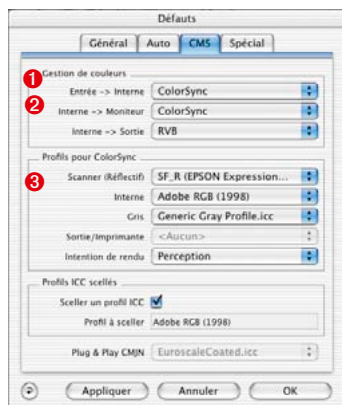 Défauts
Général Auto CMS Spécial
1 Gestion de couleurs
Entrée -> Interne ColorSync
2 Interne -> Moniteur ColorSync
Interne -> Sortie RVB
Profils pour ColorSync
3 Scanner (Réflectif) SF_R (EPSON Expression...
Interne Adobe RGB (1998)
Gris Generic Gray Profile.icc
Sortie/Imprimante <Aucun>
Intention de rendu Perception
Profils ICC scellés
Sceller un profil ICC
Profil à sceller Adobe RGB (1998)
Plug & Play CMJN EuroscaleCoated.icc
Appliquer Annuler OK